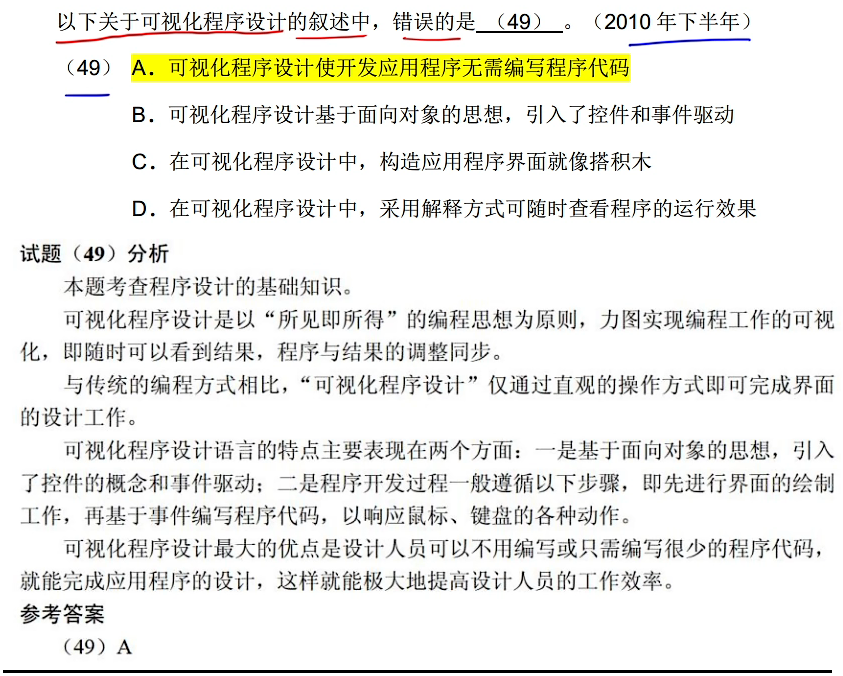 以下关于可视化程序设计的叙述中，错误的是 （49） 。（2010 年下半年）
（49） A．可视化程序设计使开发应用程序无需编写程序代码
B．可视化程序设计基于面向对象的思想，引入了控件和事件驱动
C．在可视化程序设计中，构造应用程序界面就像搭积木
D．在可视化程序设计中，采用解释方式可随时查看程序的运行效果
试题（49）分析
本题考查程序设计的基础知识。
可视化程序设计是以“所见即所得”的编程思想为原则，力图实现编程工作的可视
化，即随时可以看到结果，程序与结果的调整同步。
与传统的编程方式相比，“可视化程序设计”仅通过直观的操作方式即可完成界面
的设计工作。
可视化程序设计语言的特点主要表现在两个方面：一是基于面向对象的思想，引入
了控件的概念和事件驱动；二是程序开发过程一般遵循以下步骤，即先进行界面的绘制
工作，再基于事件编写程序代码，以响应鼠标、键盘的各种动作。
可视化程序设计最大的优点是设计人员可以不用编写或只需编写很少的程序代码，
就能完成应用程序的设计，这样就能极大地提高设计人员的工作效率。
参考答案
（49）A